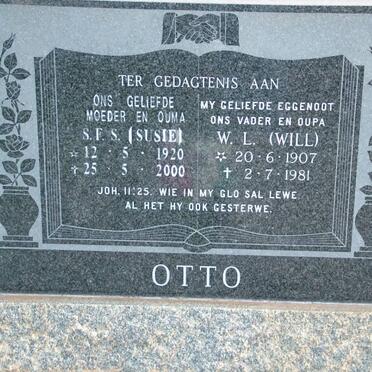 TER GEDAGTENIS AAN
ONS GELIEFDE
MOEDER EN OUMA
S.F.S. (SUSIE)
☆ 12 · 5 · 1920
✝ 25 · 5 · 2000
MY GELIEFDE EGGENOOT
ONS VADER EN OUPA
W. L. (WILL)
☆ 20·6·1907
✝ 2·7·1981
JOH. 11:25. WIE IN MY GLO SAL LEWE
AL HET HY OOK GESTERWE.
OTTO